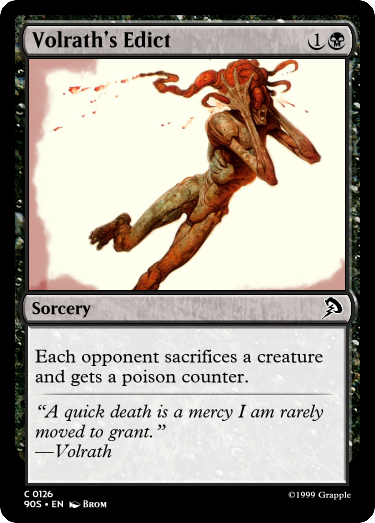 Volrath's Edict 1
Sorcery
Each opponent sacrifices a creature
and gets a poison counter.
“A quick death is a mercy I am rarely
moved to grant.”
—Volrath
C 0126
90S • EN BROM
©1999 Grapple